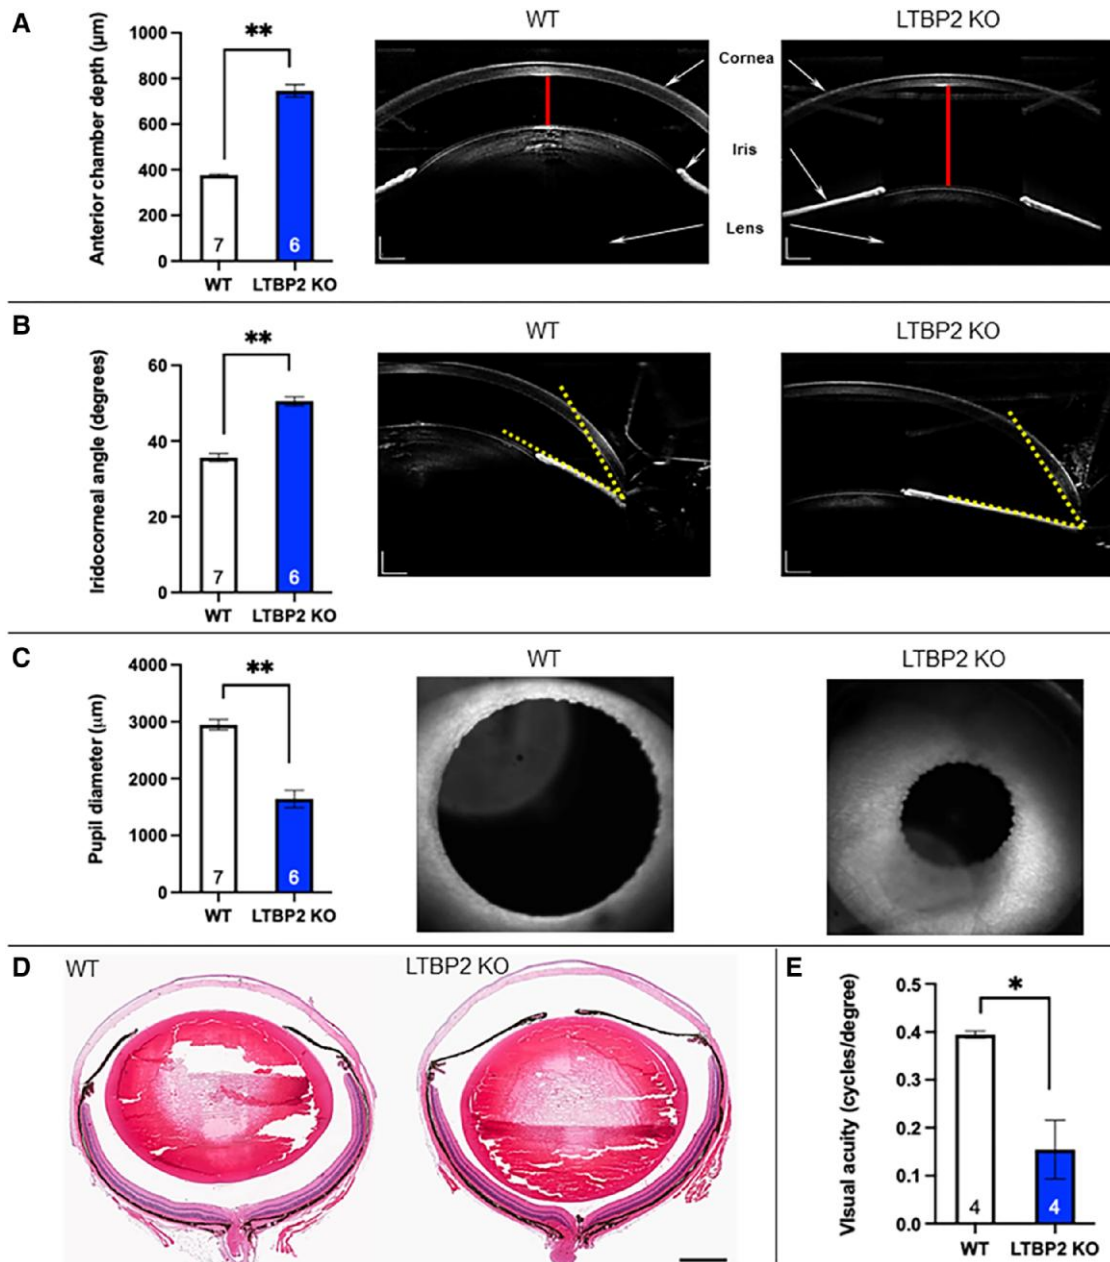 A
Anterior chamber depth (μm)
1000
800
600
400
200
0
**
7
6
WT
LTBP2 KO
WT
LTBP2 KO
Cornea
Iris
Lens
B
Iridocorneal angle (degrees)
60
40
20
0
**
7
6
WT
LTBP2 KO
WT
LTBP2 KO
C
Pupil diameter (μm)
4000
3000
2000
1000
0
**
7
6
WT
LTBP2 KO
WT
LTBP2 KO
D
WT
LTBP2 KO
E
Visual acuity (cycles/degree)
0.5
0.4
0.3
0.2
0.1
0.0
*
4
4
WT
LTBP2 KO